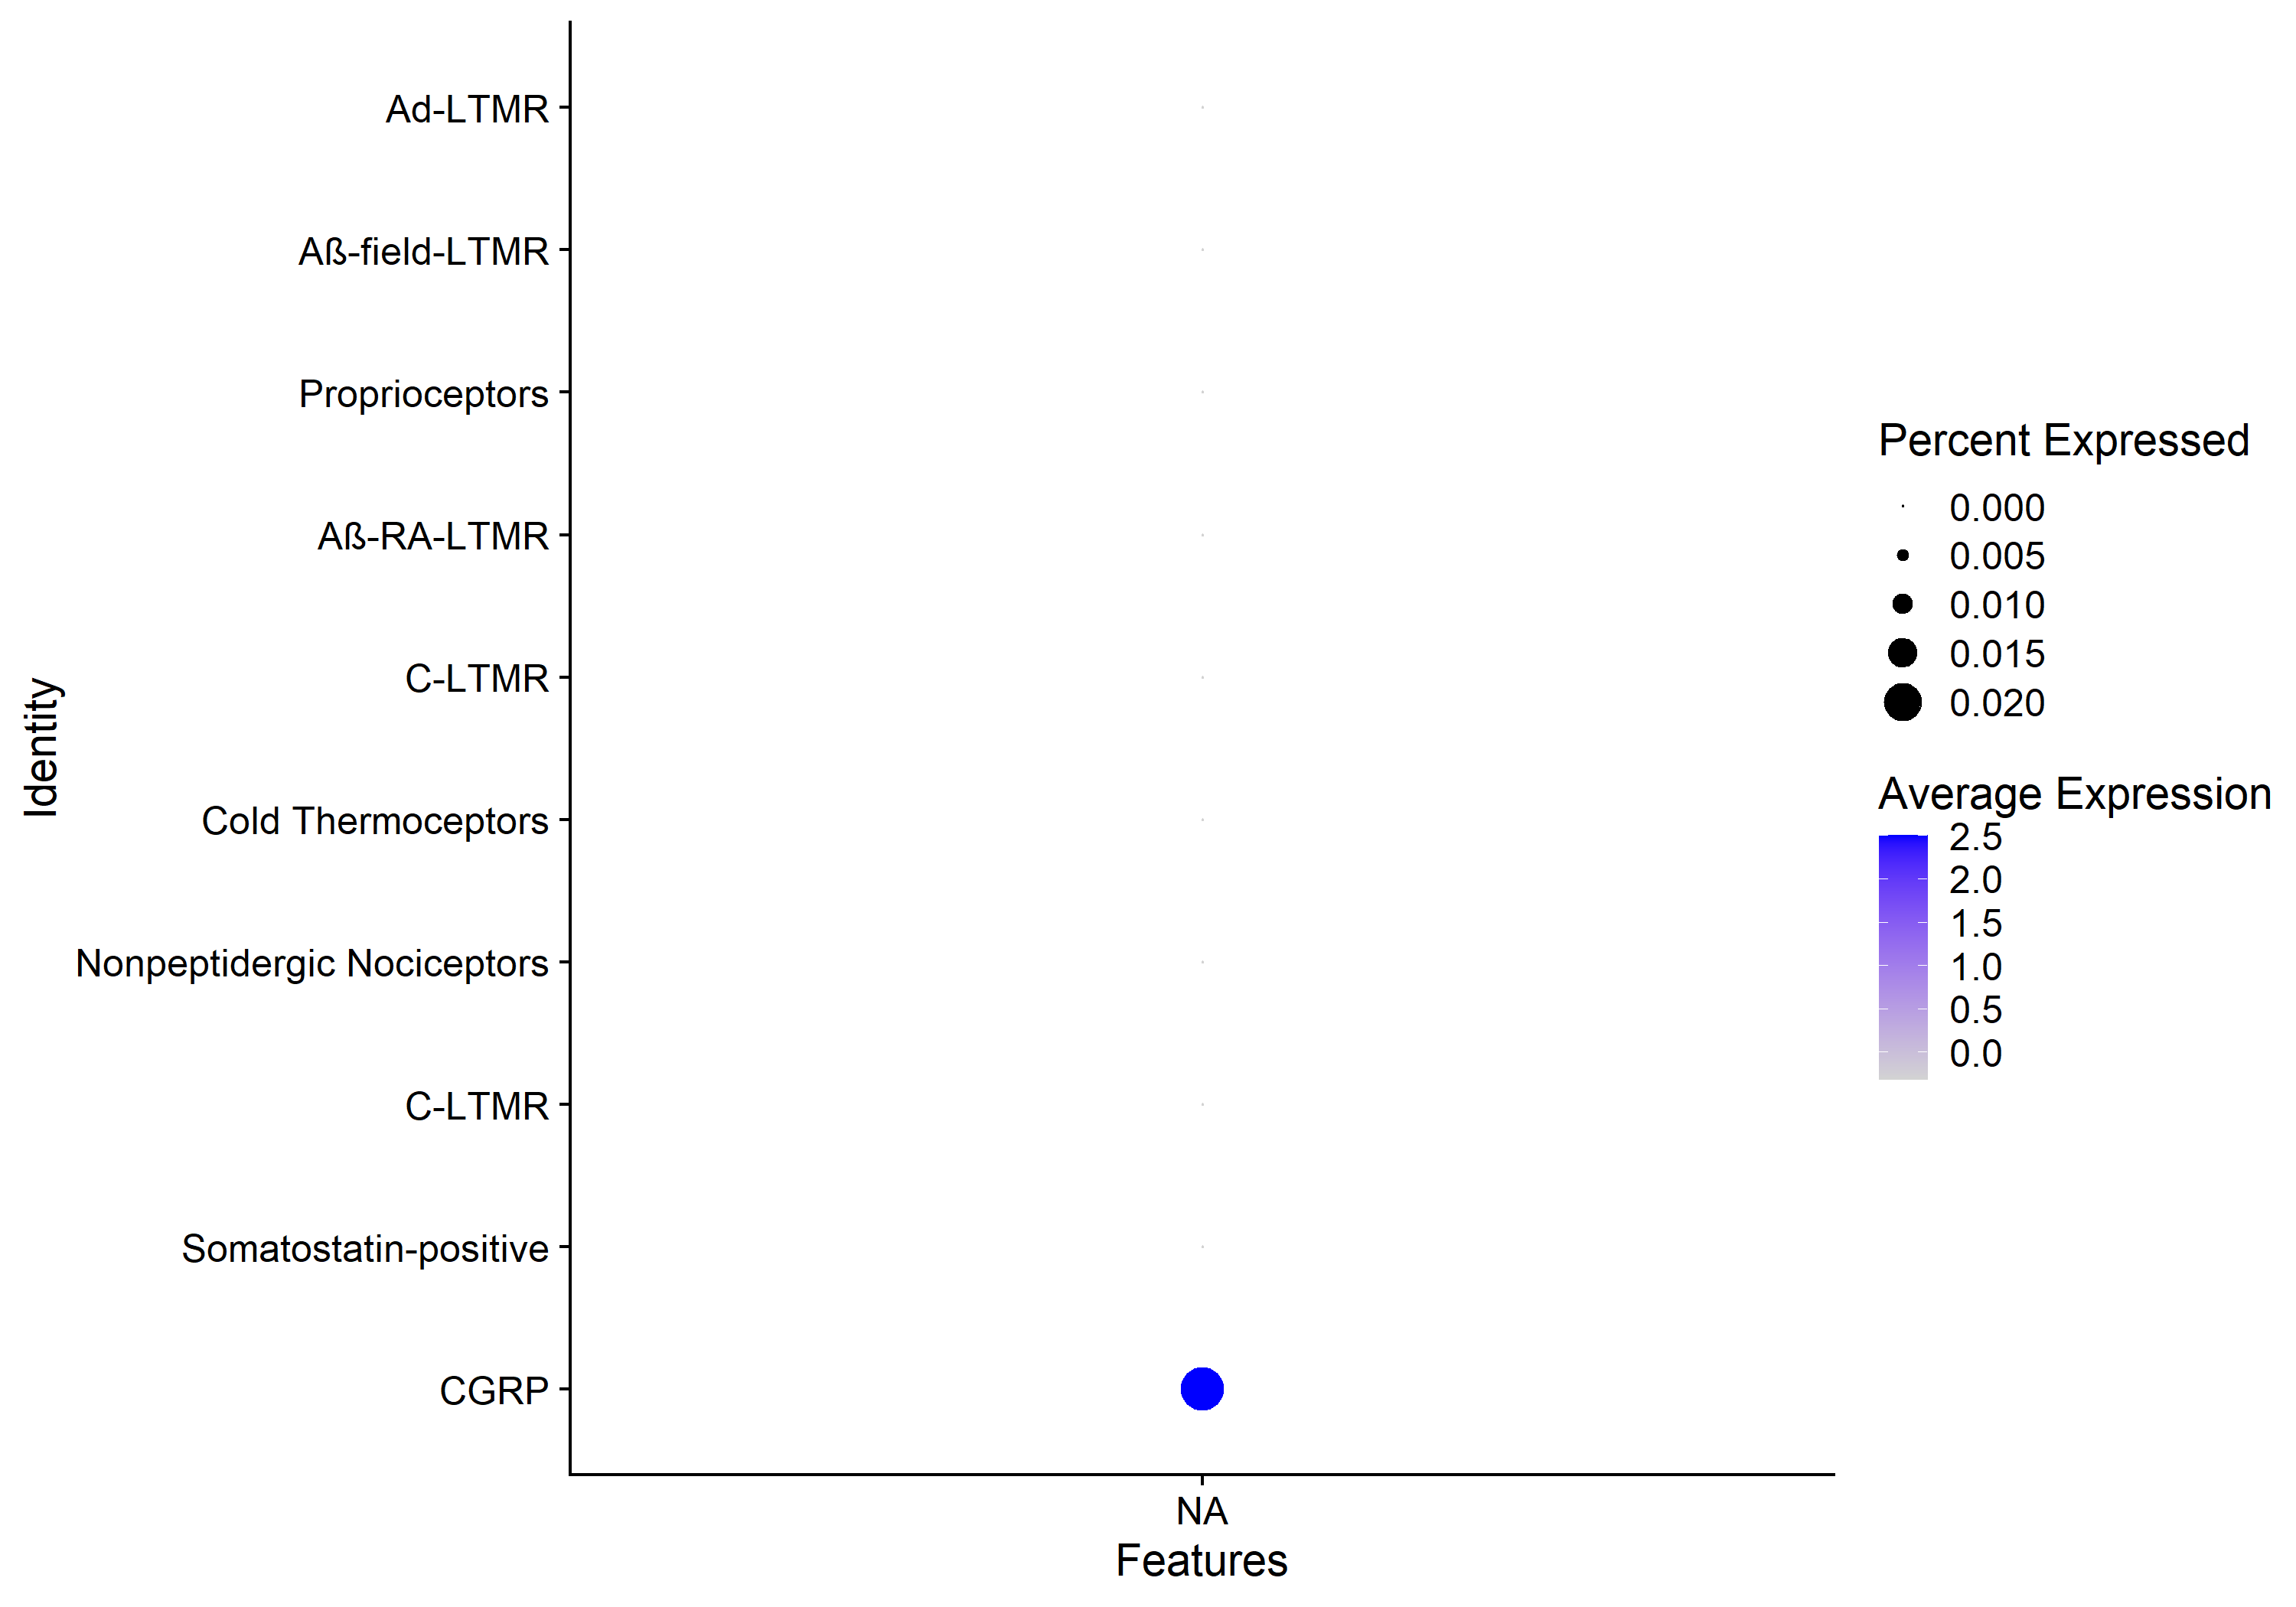 Identity
Ad-LTMR
Aß-field-LTMR
Proprioceptors
Aß-RA-LTMR
C-LTMR
Cold Thermoceptors
Nonpeptidergic Nociceptors
C-LTMR
Somatostatin-positive
CGRP
NA
Features
Percent Expressed
0.000
0.005
0.010
0.015
0.020
Average Expression
2.5
2.0
1.5
1.0
0.5
0.0